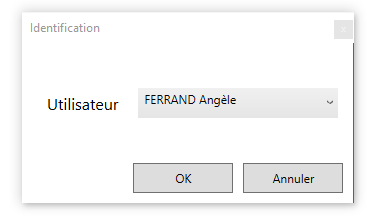 Identification
Utilisateur FERRAND Angèle
OK Annuler